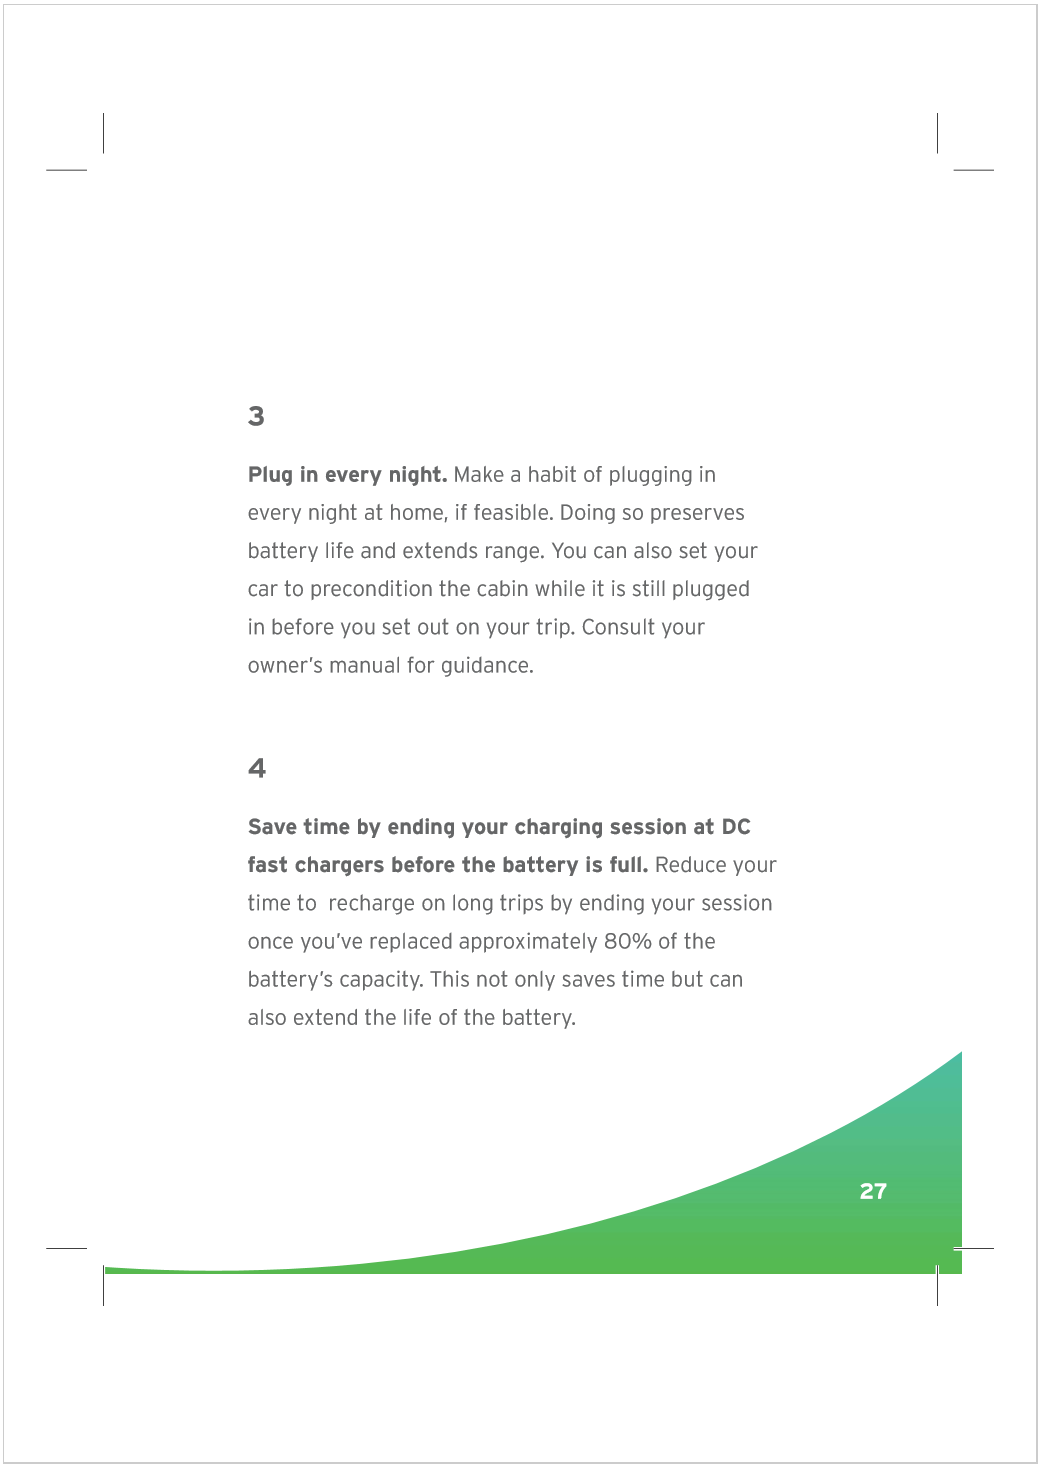 3
Plug in every night. Make a habit of plugging in
every night at home, if feasible. Doing so preserves
battery life and extends range. You can also set your
car to precondition the cabin while it is still plugged
in before you set out on your trip. Consult your
owner’s manual for guidance.
4
Save time by ending your charging session at DC
fast chargers before the battery is full. Reduce your
time to  recharge on long trips by ending your session
once you’ve replaced approximately 80% of the
battery’s capacity. This not only saves time but can
also extend the life of the battery.
27